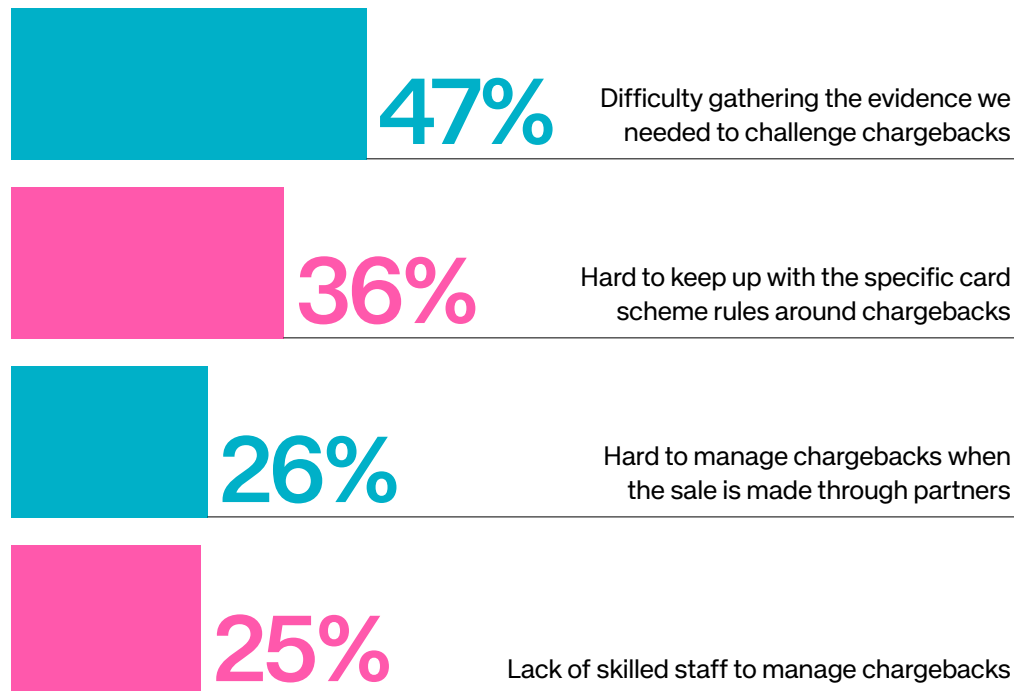 47%
Difficulty gathering the evidence we
needed to challenge chargebacks
36%
Hard to keep up with the specific card
scheme rules around chargebacks
26%
Hard to manage chargebacks when
the sale is made through partners
25%
Lack of skilled staff to manage chargebacks